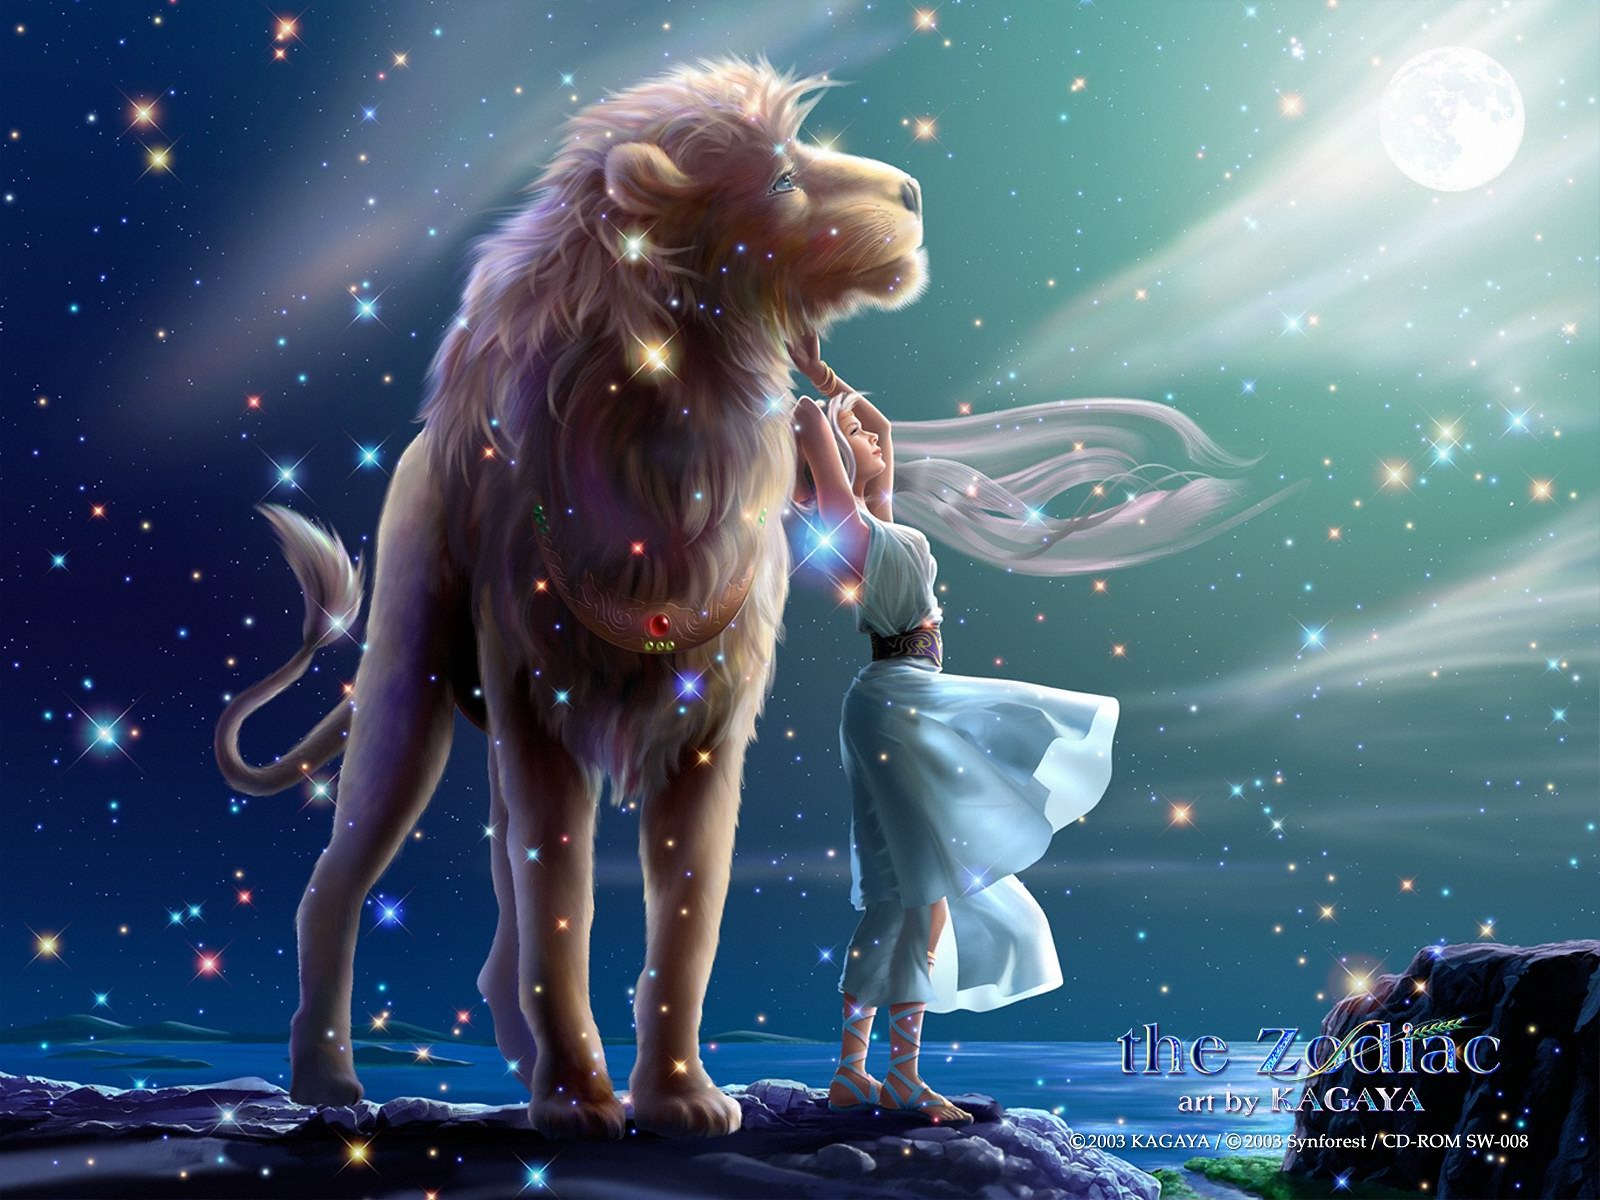 the Zodiac
art by KAGAYA
©2003 KAGAYA / ©2003 Synforest / CD-ROM SW-008